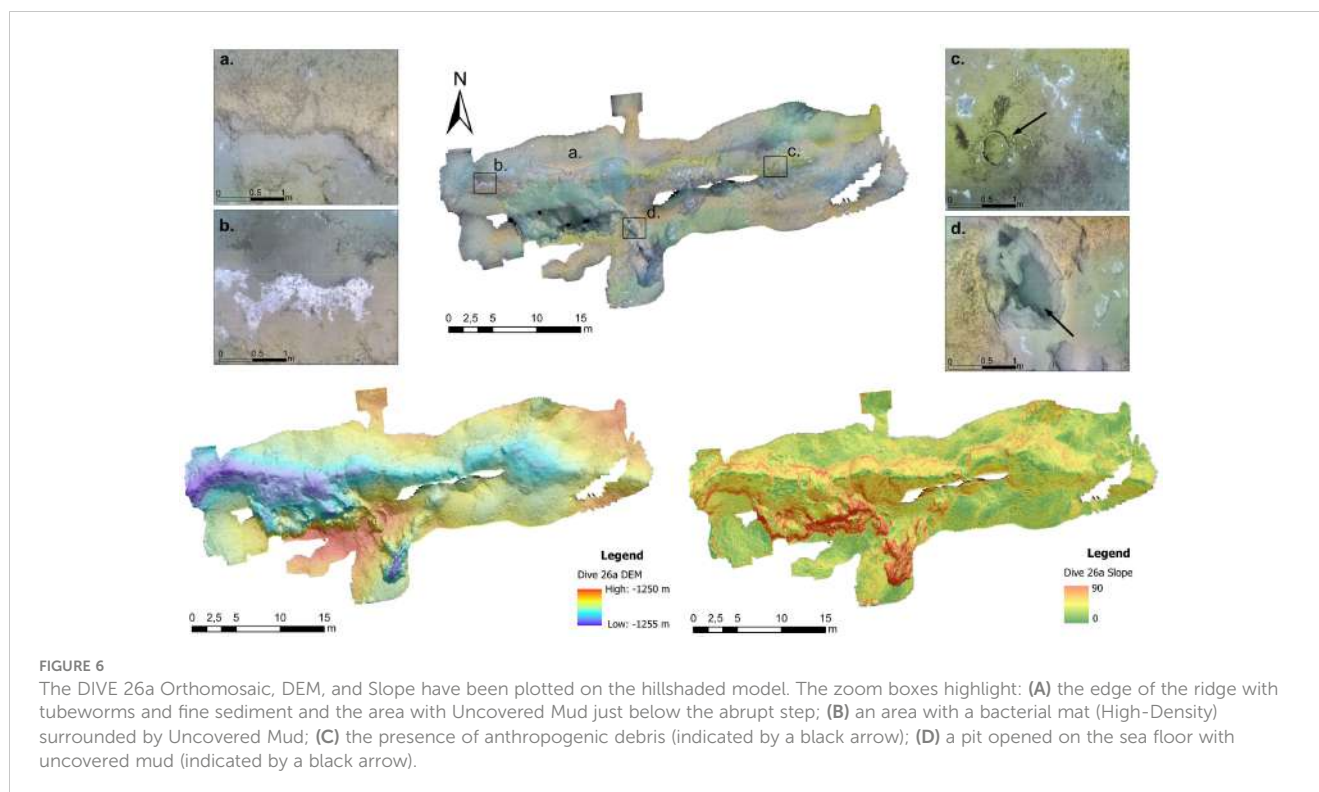 a.
N
c.
a.
b.
c.
d.
0 0.5 1
m
0 0.5 1
m
b.
d.
0 2,5 5 10 15
m
0 0.5 1
m
0 0.5 1
m
Legend
Dive 26a DEM
High: -1250 m
Low: -1255 m
0 2,5 5 10 15
m
Legend
Dive 26a Slope
90
0
0 2,5 5 10 15
m
FIGURE 6
The DIVE 26a Orthomosaic, DEM, and Slope have been plotted on the hillshaded model. The zoom boxes highlight: (A) the edge of the ridge with
tubeworms and fine sediment and the area with Uncovered Mud just below the abrupt step; (B) an area with a bacterial mat (High-Density)
surrounded by Uncovered Mud; (C) the presence of anthropogenic debris (indicated by a black arrow); (D) a pit opened on the sea floor with
uncovered mud (indicated by a black arrow).